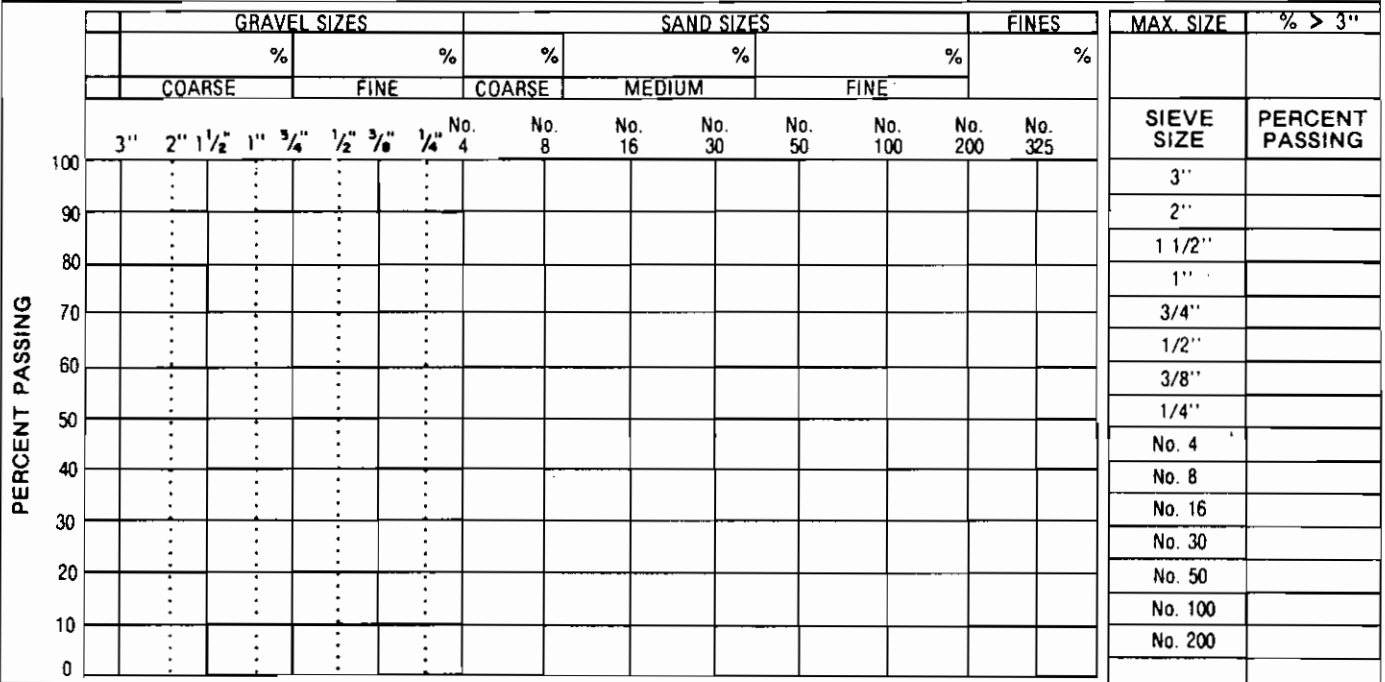 GRAVEL SIZES SAND SIZES FINES MAX. SIZE % > 3"
% % % % % %
COARSE FINE COARSE MEDIUM FINE
3" 2" 1 1/2" 1" 3/4" 1/2" 3/8" 1/4" No. 4 No. 8 No. 16 No. 30 No. 50 No. 100 No. 200 No. 325
SIEVE SIZE PERCENT PASSING
PERCENT PASSING
100
90
80
70
60
50
40
30
20
10
0
3"
2"
1 1/2"
1"
3/4"
1/2"
3/8"
1/4"
No. 4
No. 8
No. 16
No. 30
No. 50
No. 100
No. 200